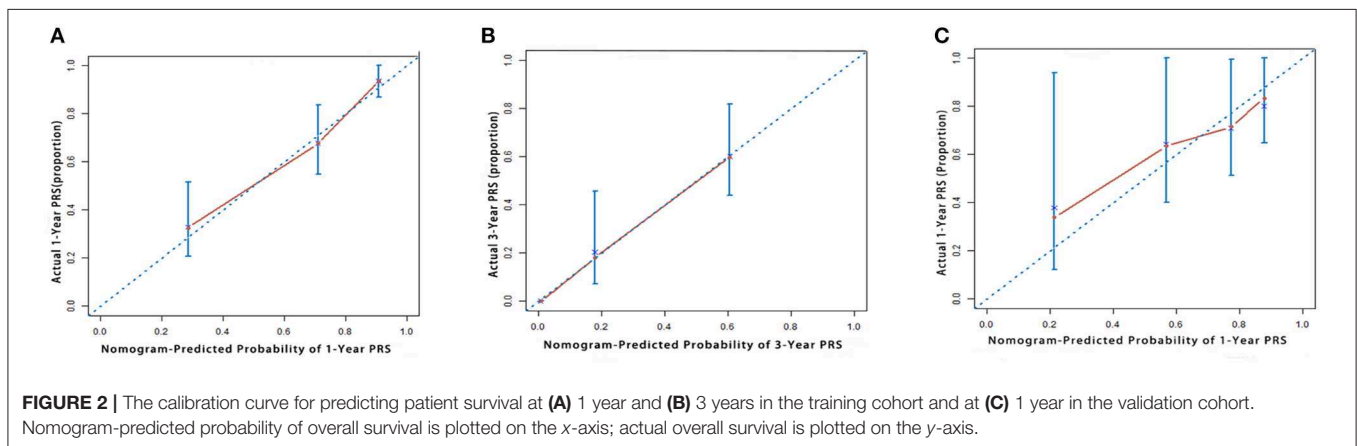 A
B
C
Actual 1-Year PRS(proportion)
0.0 0.2 0.4 0.6 0.8 1.0
0.0 0.2 0.4 0.6 0.8 1.0
Nomogram-Predicted Probability of 1-Year PRS
Actual 3-Year PRS (proportion)
0.0 0.2 0.4 0.6 0.8 1.0
0.0 0.2 0.4 0.6 0.8 1.0
Nomogram-Predicted Probability of 3-Year PRS
Actual 1-Year PRS (Proportion)
0.0 0.2 0.4 0.6 0.8 1.0
0.0 0.2 0.4 0.6 0.8 1.0
Nomogram-Predicted Probability of 1-Year PRS
FIGURE 2 | The calibration curve for predicting patient survival at (A) 1 year and (B) 3 years in the training cohort and at (C) 1 year in the validation cohort.
Nomogram-predicted probability of overall survival is plotted on the x-axis; actual overall survival is plotted on the y-axis.